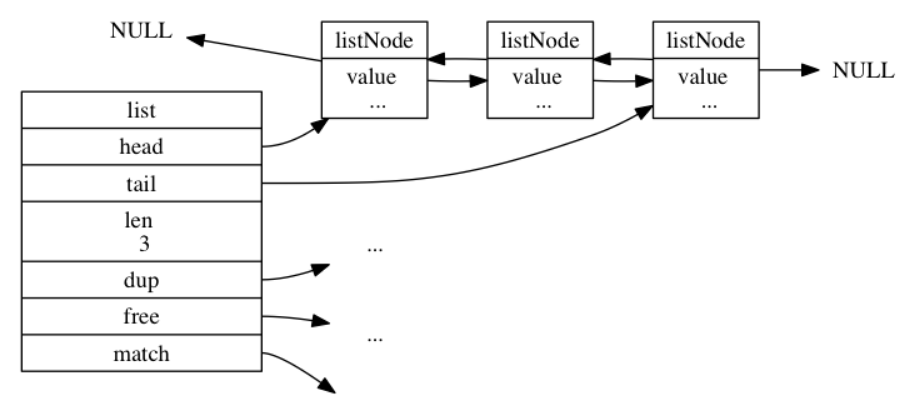 NULL
listNode
value
...
listNode
value
...
listNode
value
...
NULL
list
head
tail
len
3
dup
free
match
...
...